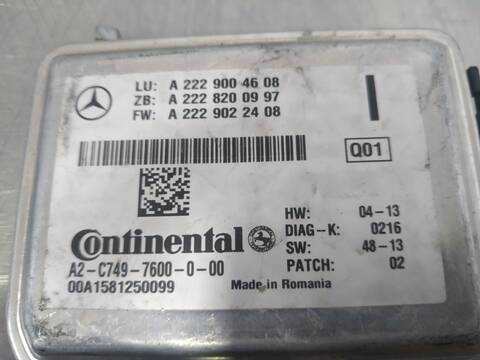 LU: A 222 900 46 08
ZB: A 222 820 09 97
FW: A 222 902 24 08
I
Q01
Continental
HW: 04-13
DIAG-K: 0216
SW: 48-13
PATCH: 02
A2-C749-7600-0-00
00A1581250099
Made in Romania